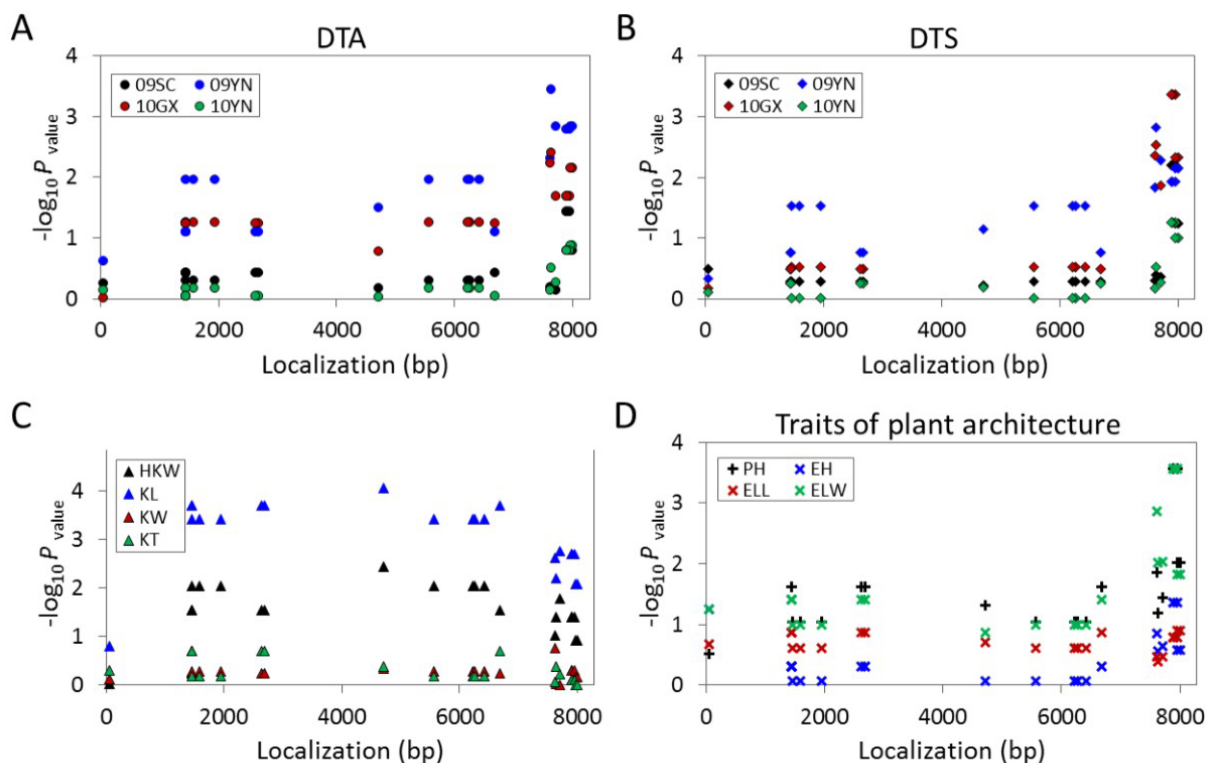 A
DTA
-log10 P value
4
3
2
1
0
09SC 09YN
10GX 10YN
0 2000 4000 6000 8000
Localization (bp)
B
DTS
-log10 P value
4
3
2
1
0
09SC 09YN
10GX 10YN
0 2000 4000 6000 8000
Localization (bp)
C
-log10 P value
4
3
2
1
0
HKW
KL
KW
KT
0 2000 4000 6000 8000
Localization (bp)
D
Traits of plant architecture
-log10 P value
4
3
2
1
0
PH EH
ELL ELW
0 2000 4000 6000 8000
Localization (bp)